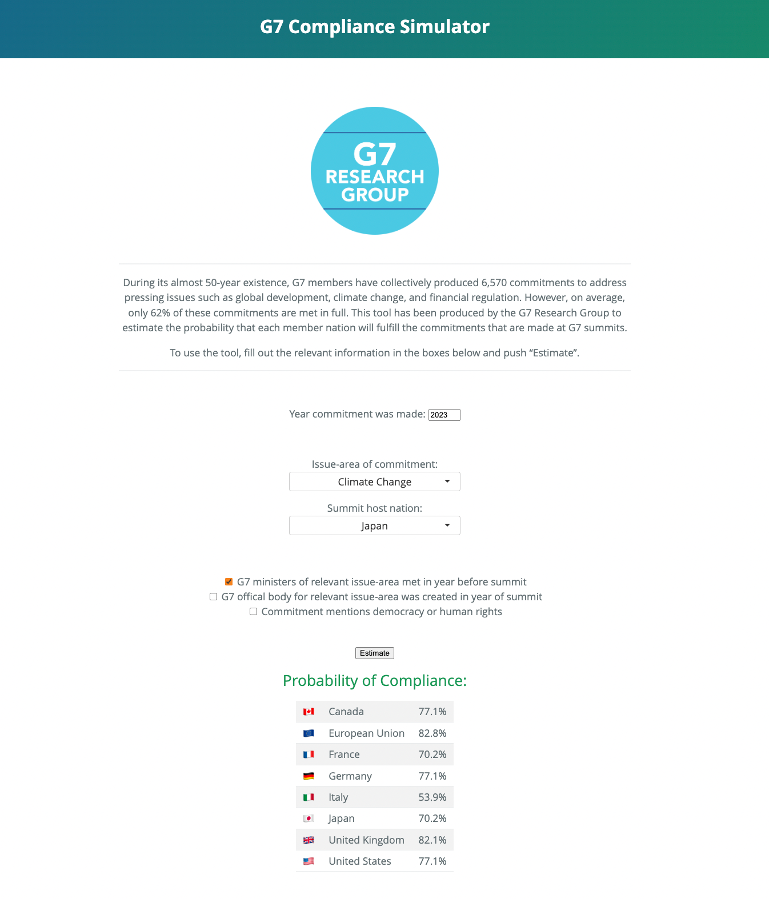 G7 Compliance Simulator
G7
RESEARCH
GROUP
During its almost 50-year existence, G7 members have collectively produced 6,570 commitments to address
pressing issues such as global development, climate change, and financial regulation. However, on average,
only 62% of these commitments are met in full. This tool has been produced by the G7 Research Group to
estimate the probability that each member nation will fulfill the commitments that are made at G7 summits.
To use the tool, fill out the relevant information in the boxes below and push “Estimate”.
Year commitment was made: 2023
Issue-area of commitment:
Climate Change
Summit host nation:
Japan
G7 ministers of relevant issue-area met in year before summit
G7 offical body for relevant issue-area was created in year of summit
Commitment mentions democracy or human rights
Estimate
Probability of Compliance:
Canada 77.1%
European Union 82.8%
France 70.2%
Germany 77.1%
Italy 53.9%
Japan 70.2%
United Kingdom 82.1%
United States 77.1%